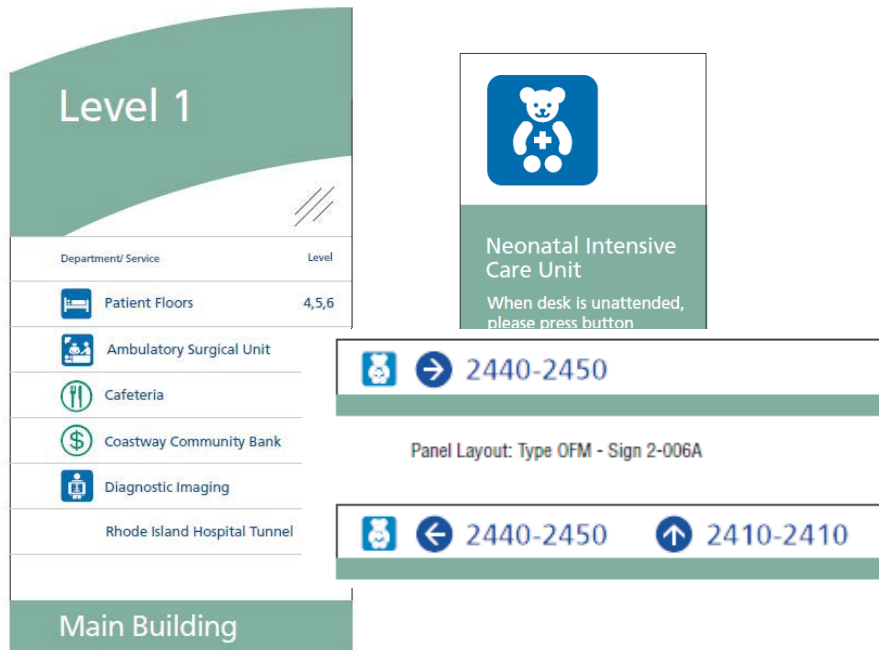 Level 1
Department/ Service Level
Patient Floors 4,5,6
Ambulatory Surgical Unit
Cafeteria
$ Coastway Community Bank
Diagnostic Imaging
Rhode Island Hospital Tunnel
Main Building
Neonatal Intensive
Care Unit
When desk is unattended,
please press button
2440-2450
Panel Layout: Type OFM - Sign 2-006A
2440-2450 2410-2410